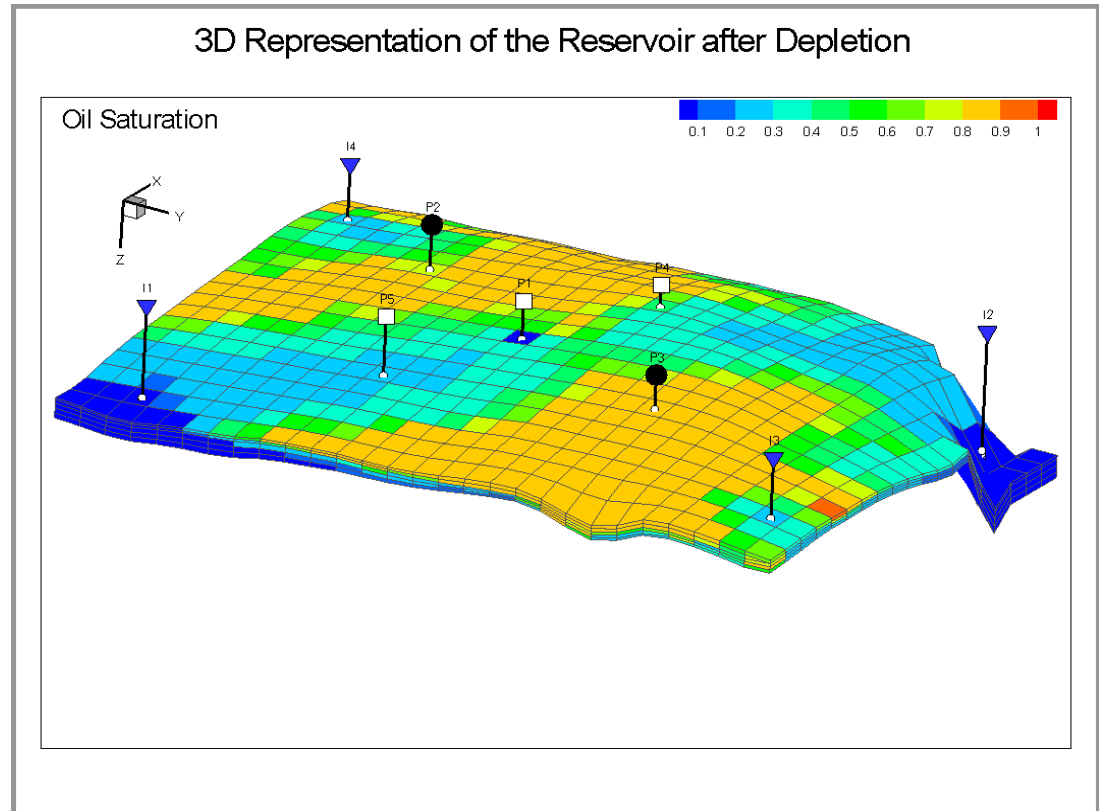 3D Representation of the Reservoir after Depletion
Oil Saturation
0.1 0.2 0.3 0.4 0.5 0.6 0.7 0.8 0.9 1
I4
X
Y
Z
P2
P4
I1
P5
P1
I2
P3
I3